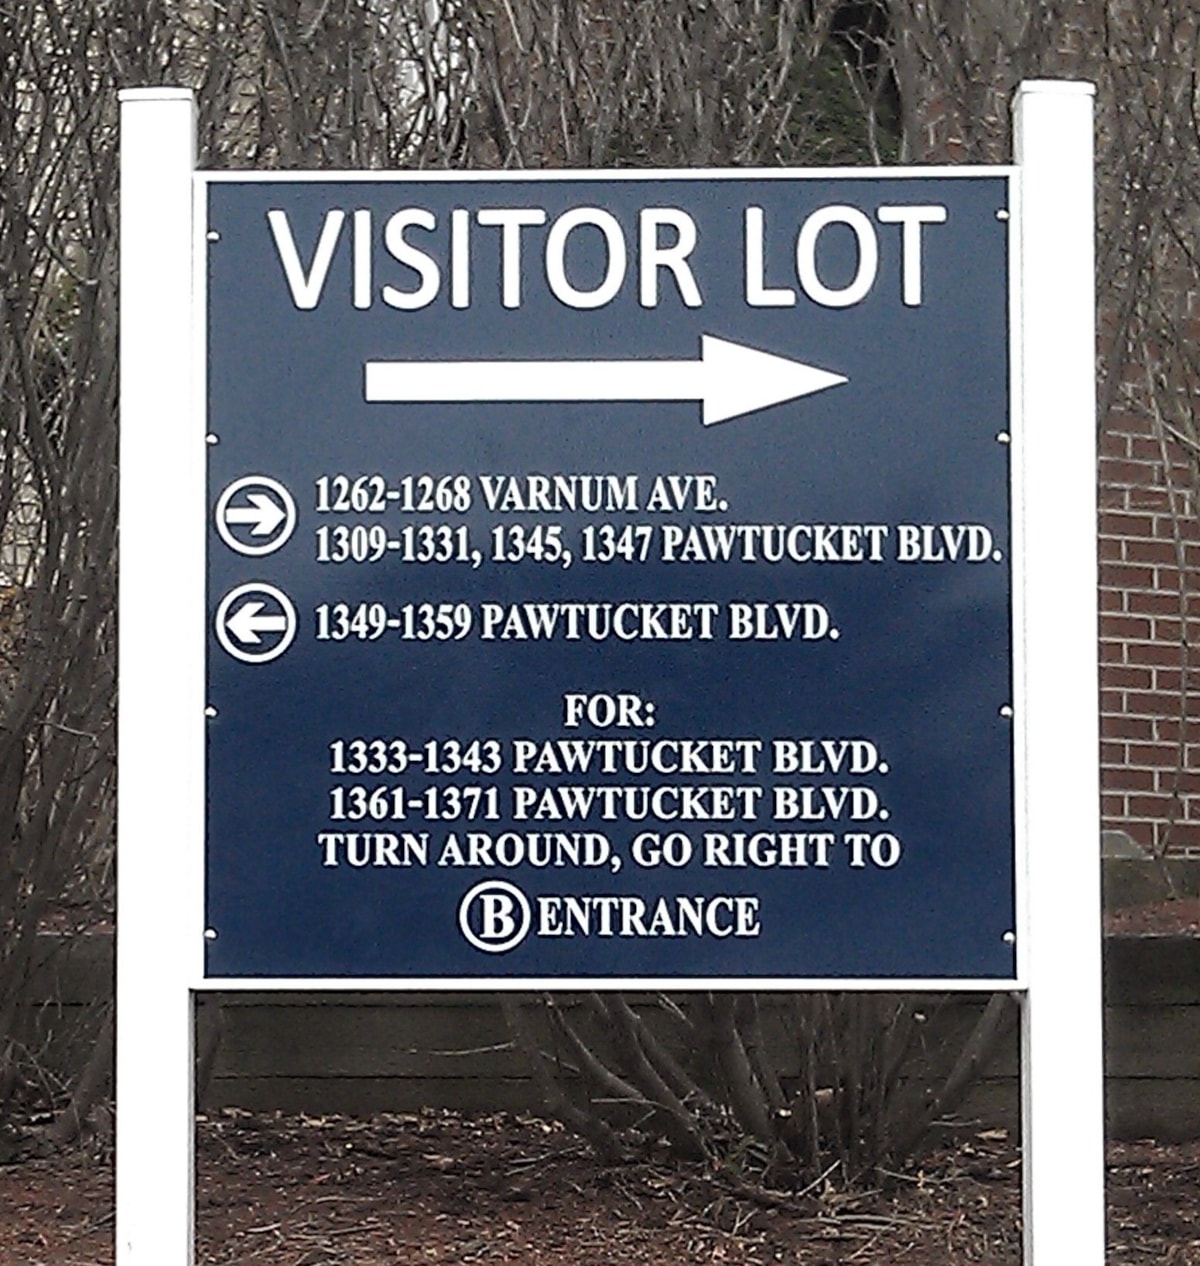 VISITOR LOT
1262-1268 VARNUM AVE.
1309-1331, 1345, 1347 PAWTUCKET BLVD.
1349-1359 PAWTUCKET BLVD.
FOR:
1333-1343 PAWTUCKET BLVD.
1361-1371 PAWTUCKET BLVD.
TURN AROUND, GO RIGHT TO
B ENTRANCE